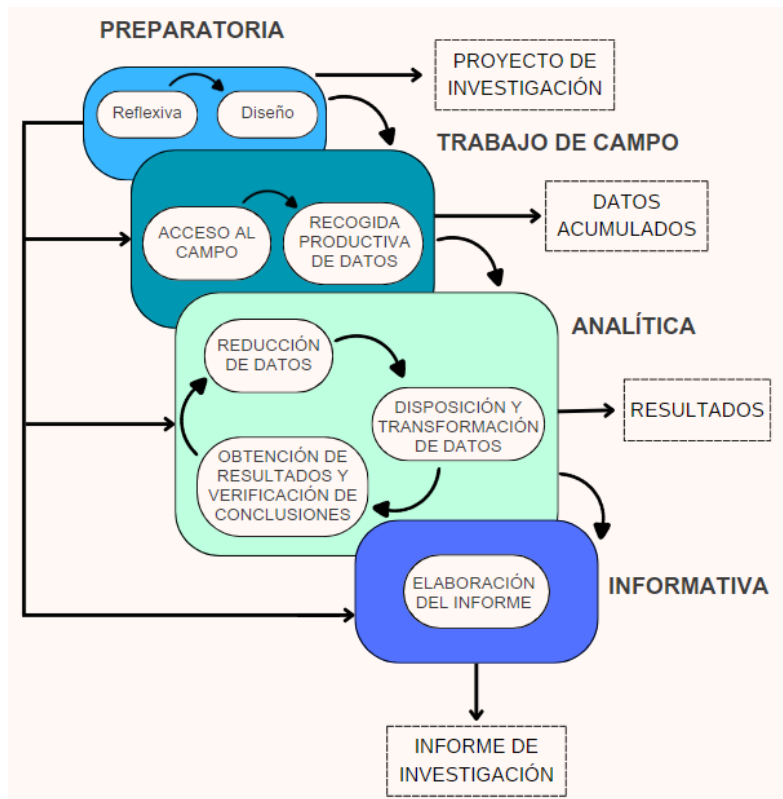 PREPARATORIA
PROYECTO DE
INVESTIGACIÓN
Reflexiva
Diseño
TRABAJO DE CAMPO
ACCESO AL
CAMPO
RECOGIDA
PRODUCTIVA
DE DATOS
DATOS
ACUMULADOS
ANALÍTICA
REDUCCIÓN
DE DATOS
DISPOSICIÓN Y
TRANSFORMACIÓN
DE DATOS
RESULTADOS
OBTENCIÓN DE
RESULTADOS Y
VERIFICACIÓN DE
CONCLUSIONES
INFORMATIVA
ELABORACIÓN
DEL INFORME
INFORME DE
INVESTIGACIÓN